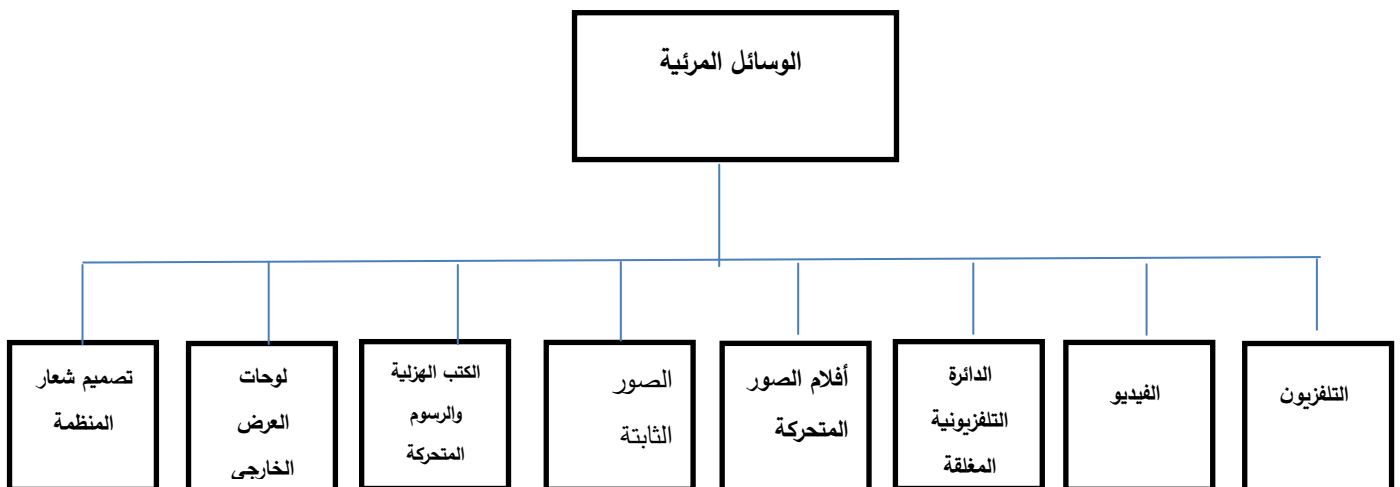 الوسائل المرئية
التلفزيون
الفيديو
الدائرة
التلفزيونية
المغلقة
أفلام الصور
المتحركة
الصور
الثابتة
الكتب الهزلية
والرسوم
المتحركة
لوحات
العرض
الخارجي
تصميم شعار
المنظمة